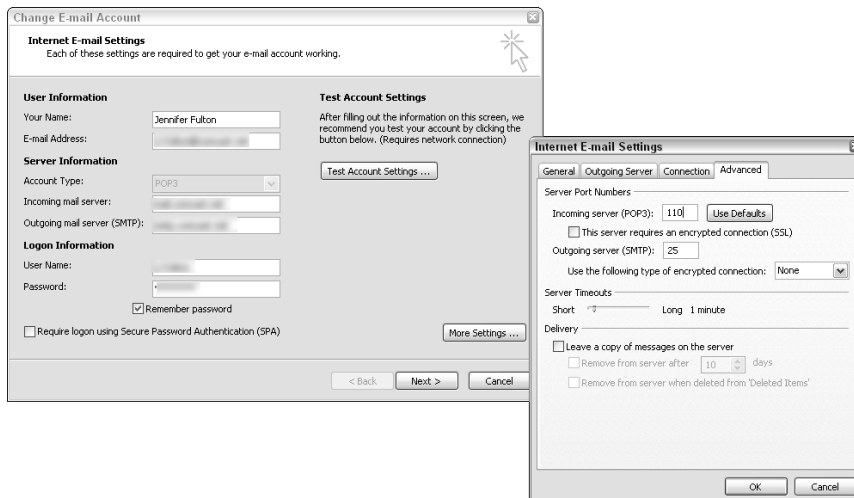 Change E-mail Account
Internet E-mail Settings
Each of these settings are required to get your e-mail account working.
User Information
Your Name:
Jennifer Fulton
E-mail Address:
Server Information
Account Type:
POP3
Incoming mail server:
Outgoing mail server (SMTP):
Logon Information
User Name:
Password:
Remember password
Require logon using Secure Password Authentication (SPA)
Test Account Settings
After filling out the information on this screen, we
recommend you test your account by clicking the
button below. (Requires network connection)
Test Account Settings ...
More Settings ...
< Back
Next >
Cancel
Internet E-mail Settings
General
Outgoing Server
Connection
Advanced
Server Port Numbers
Incoming server (POP3): 110 Use Defaults
This server requires an encrypted connection (SSL)
Outgoing server (SMTP): 25
Use the following type of encrypted connection: None
Server Timeouts
Short Long 1 minute
Delivery
Leave a copy of messages on the server
Remove from server after 10 days
Remove from server when deleted from 'Deleted Items'
OK
Cancel